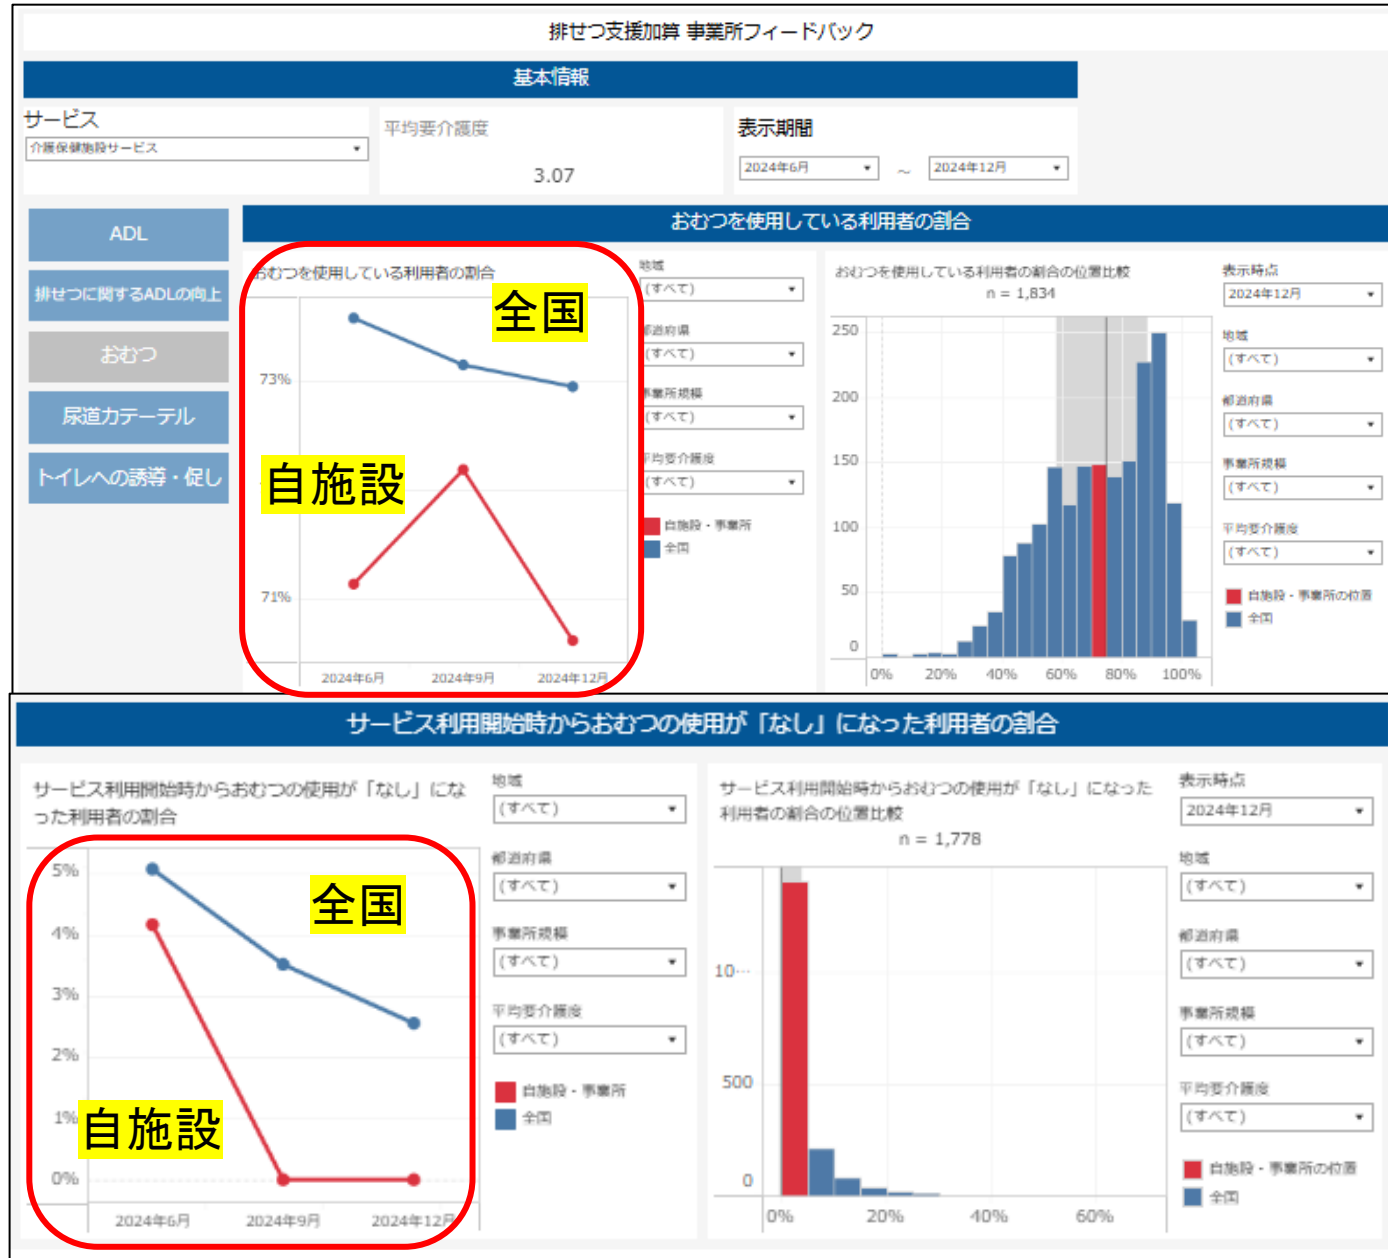 排せつ支援加算 事業所フィードバック
基本情報
サービス
介護保健施設サービス
平均要介護度
3.07
表示期間
2024年6月 ～ 2024年12月
ADL
排せつに関するADLの向上
おむつ
尿道カテーテル
トイレへの誘導・促し
おむつを使用している利用者の割合
おむつを使用している利用者の割合
全国
自施設
73%
71%
2024年6月 2024年9月 2024年12月
地域
(すべて)
都道府県
(すべて)
事業所規模
(すべて)
平均要介護度
(すべて)
自施設・事業所
全国
おむつを使用している利用者の割合の位置比較
n = 1,834
250
200
150
100
50
0
0% 20% 40% 60% 80% 100%
表示時点
2024年12月
地域
(すべて)
都道府県
(すべて)
事業所規模
(すべて)
平均要介護度
(すべて)
自施設・事業所の位置
全国
サービス利用開始時からおむつの使用が「なし」になった利用者の割合
サービス利用開始時からおむつの使用が「なし」にな
った利用者の割合
全国
自施設
5%
4%
3%
2%
1%
0%
2024年6月 2024年9月 2024年12月
地域
(すべて)
都道府県
(すべて)
事業所規模
(すべて)
平均要介護度
(すべて)
自施設・事業所
全国
サービス利用開始時からおむつの使用が「なし」になった
利用者の割合の位置比較
n = 1,778
10…
500
0
0% 20% 40% 60%
表示時点
2024年12月
地域
(すべて)
都道府県
(すべて)
事業所規模
(すべて)
平均要介護度
(すべて)
自施設・事業所の位置
全国